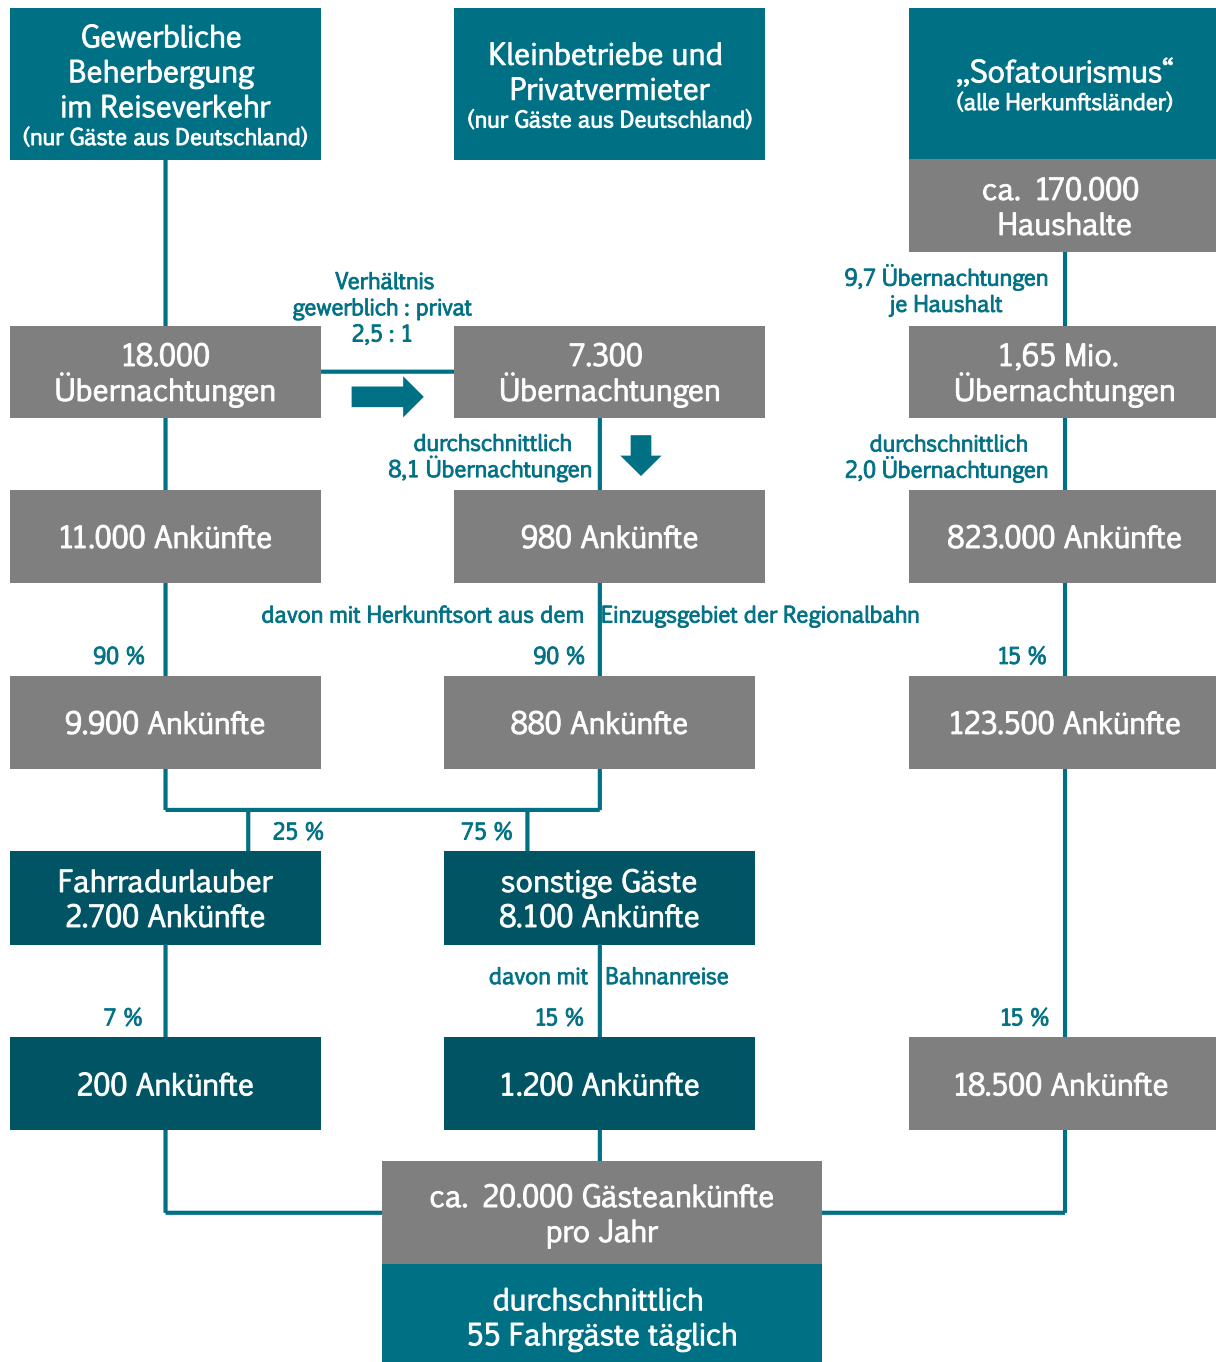 Gewerbliche
Beherbergung
im Reiseverkehr
(nur Gäste aus Deutschland)
Kleinbetriebe und
Privatvermieter
(nur Gäste aus Deutschland)
„Sofatourismus“
(alle Herkunftsländer)
ca. 170.000
Haushalte
Verhältnis
gewerblich : privat
2,5 : 1
9,7 Übernachtungen
je Haushalt
18.000
Übernachtungen
7.300
Übernachtungen
1,65 Mio.
Übernachtungen
durchschnittlich
8,1 Übernachtungen
durchschnittlich
2,0 Übernachtungen
11.000 Ankünfte
980 Ankünfte
823.000 Ankünfte
davon mit Herkunftsort aus dem Einzugsgebiet der Regionalbahn
90 %
90 %
15 %
9.900 Ankünfte
880 Ankünfte
123.500 Ankünfte
25 %
75 %
Fahrradurlauber
2.700 Ankünfte
sonstige Gäste
8.100 Ankünfte
davon mit Bahnanreise
7 %
15 %
15 %
200 Ankünfte
1.200 Ankünfte
18.500 Ankünfte
ca. 20.000 Gästeankünfte
pro Jahr
durchschnittlich
55 Fahrgäste täglich